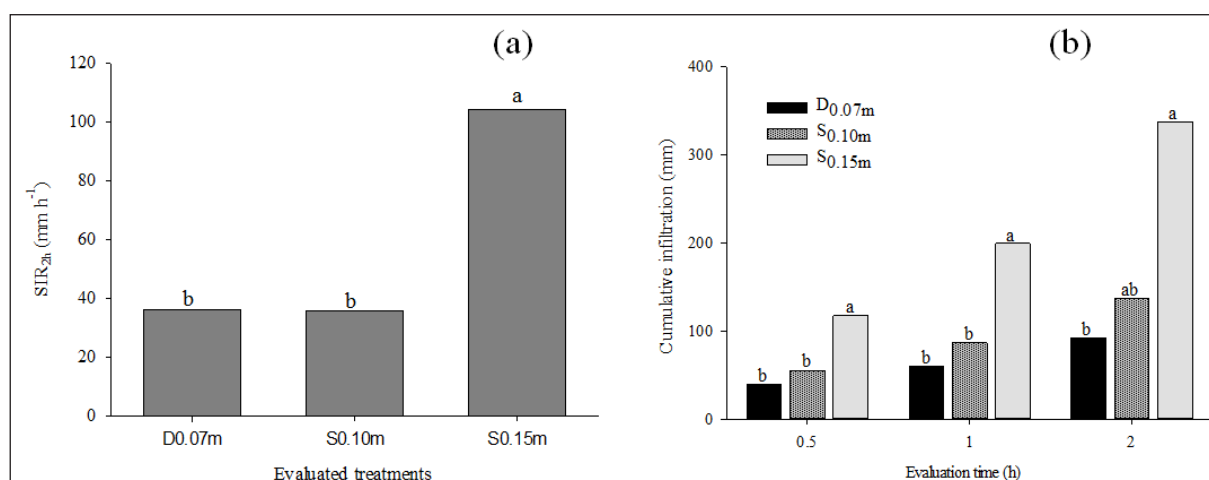 (a)
120
100
80
60
40
20
0
SIR2h (mm h-1)
b
b
a
D0.07m
S0.10m
S0.15m
Evaluated treatments
(b)
400
300
200
100
0
Cumulative infiltration (mm)
D0.07m
S0.10m
S0.15m
b
b
a
b
b
a
b
ab
a
0.5
1
2
Evaluation time (h)